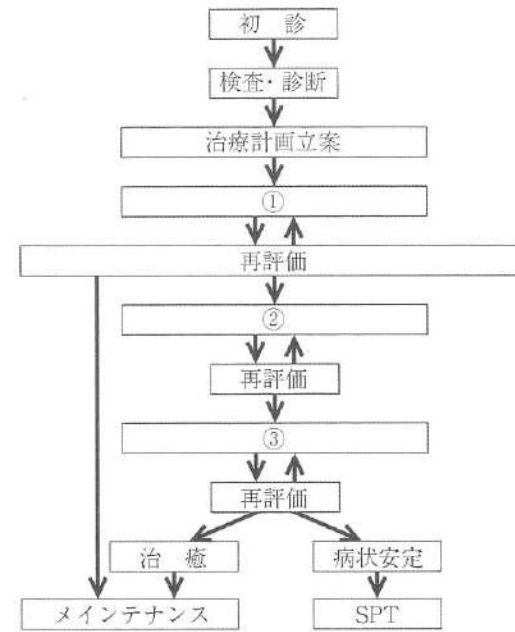 初 診
検査・診断
治療計画立案
①
再評価
②
再評価
③
再評価
治 癒
病状安定
メインテナンス
SPT